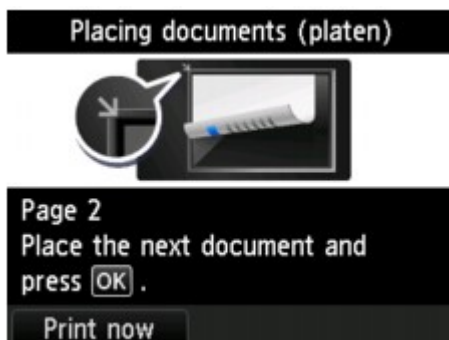 Placing documents (platen)
Page 2
Place the next document and
press OK .
Print now